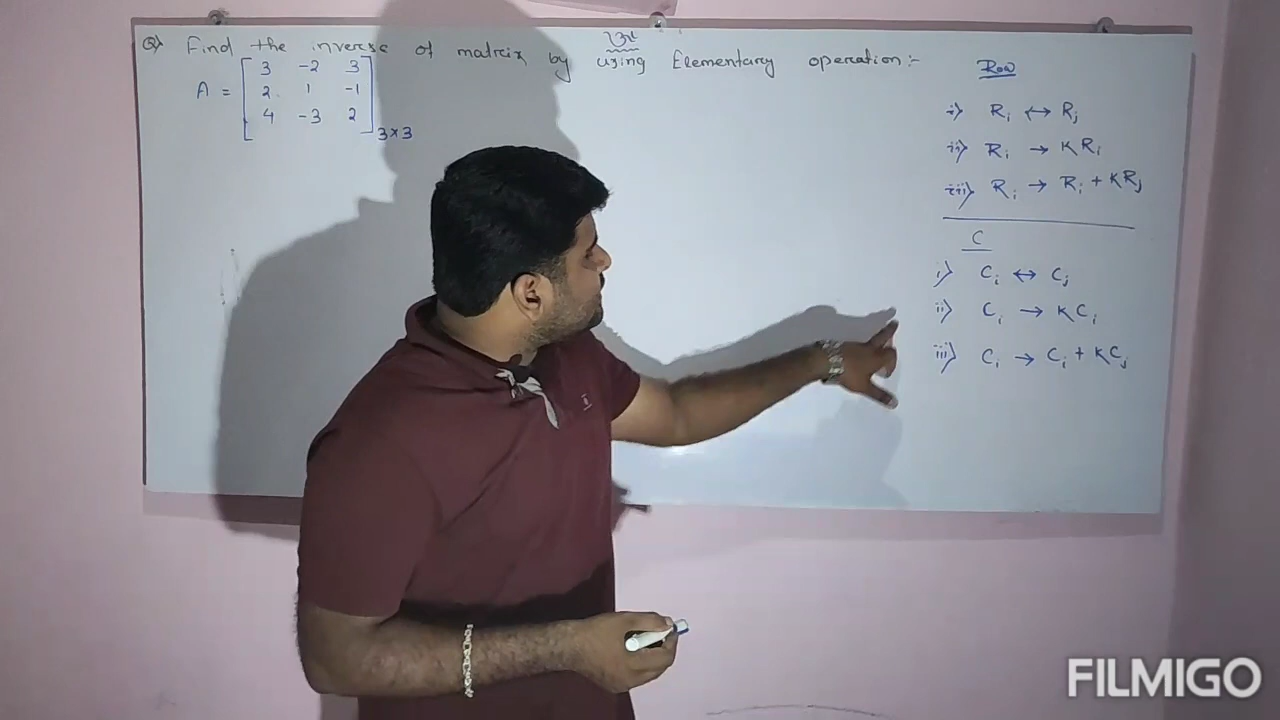 Q) Find the inverse of matrix by using Elementary operation :-
A = [ 3 -2 3
2 1 -1
4 -3 2 ] 3×3
Row
i) Ri ↔ Rj
ii) Ri → KRi
iii) Ri → Ri + KRj
C
i) Ci ↔ Cj
ii) Ci → KCi
iii) Ci → Ci + KCj
FILMIGO